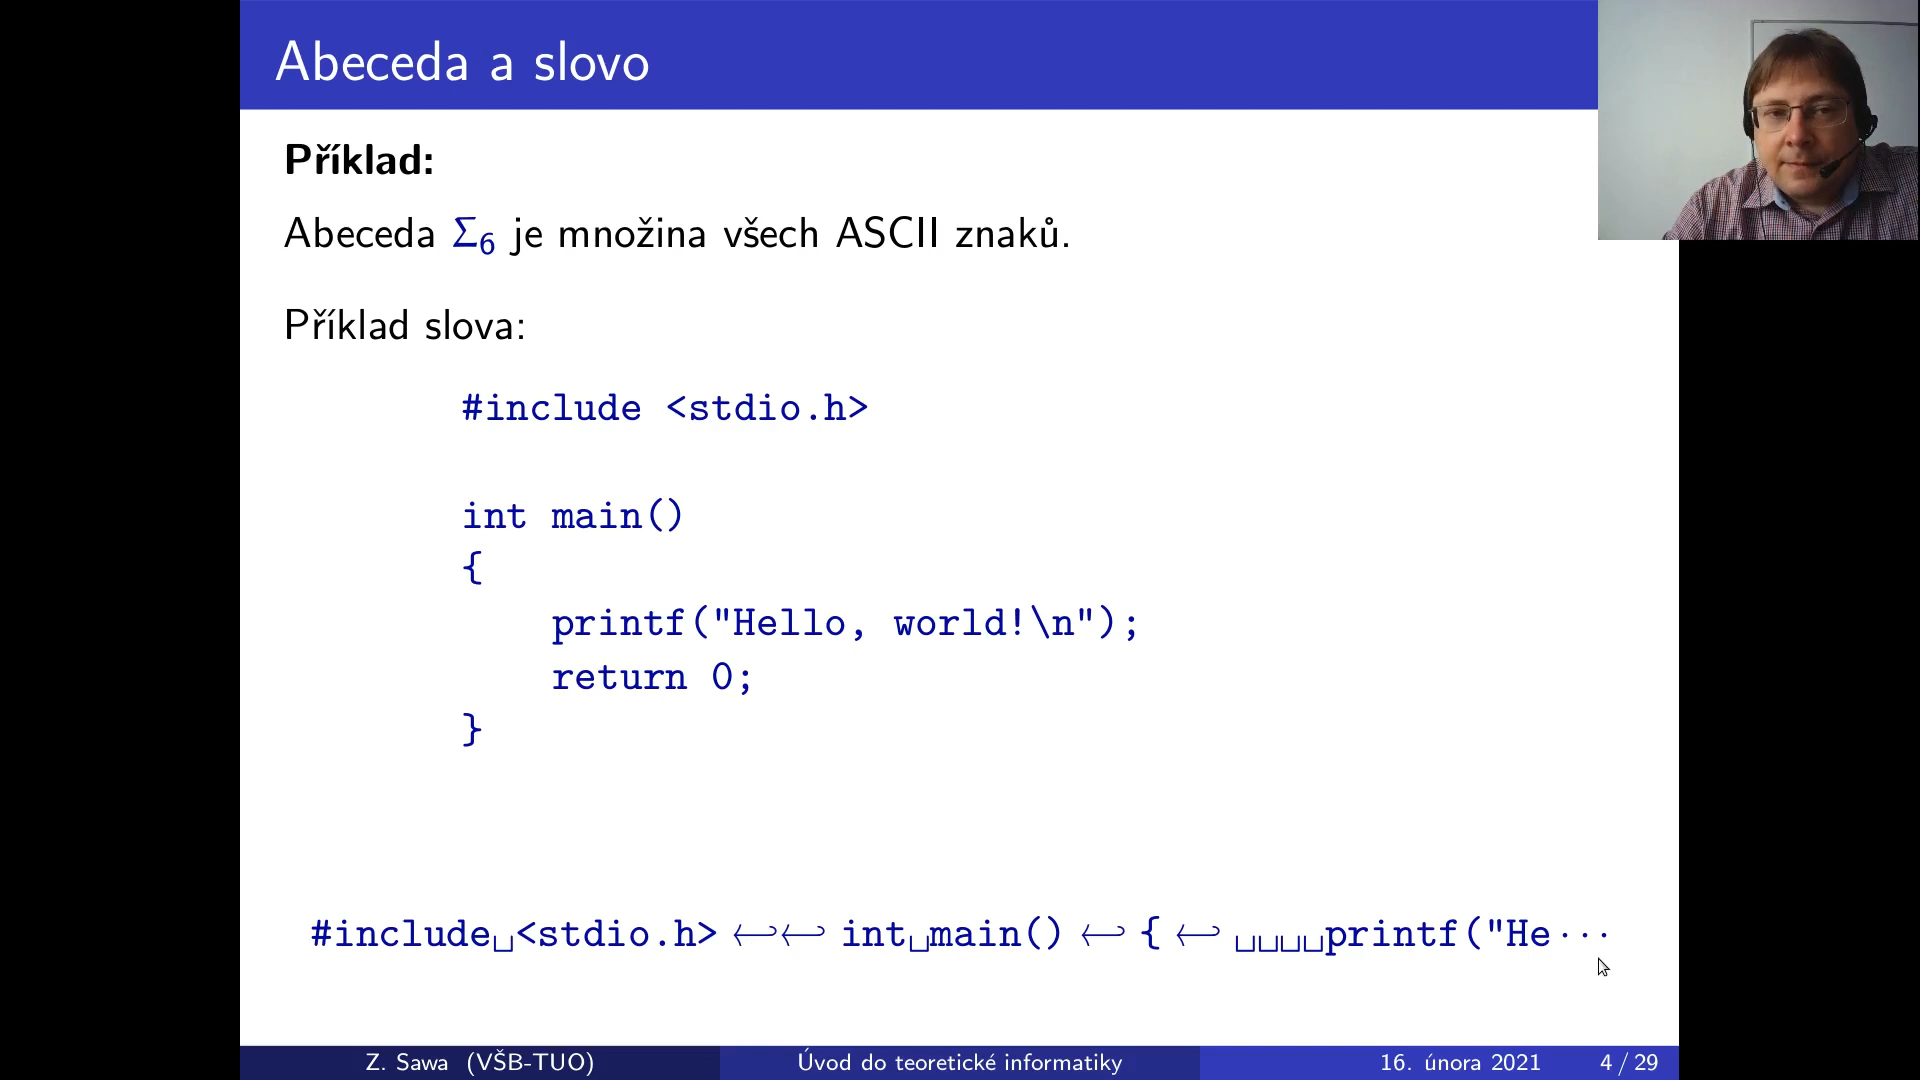 Abeceda a slovo
Příklad:
Abeceda Σ₆ je množina všech ASCII znaků.
Příklad slova:
#include <stdio.h>
int main()
{
    printf("Hello, world!\n");
    return 0;
}
#include␣<stdio.h> ↩↩ int␣main() ↩ { ↩ ␣␣␣␣printf("He···
Z. Sawa (VŠB-TUO) Úvod do teoretické informatiky 16. února 2021 4 / 29